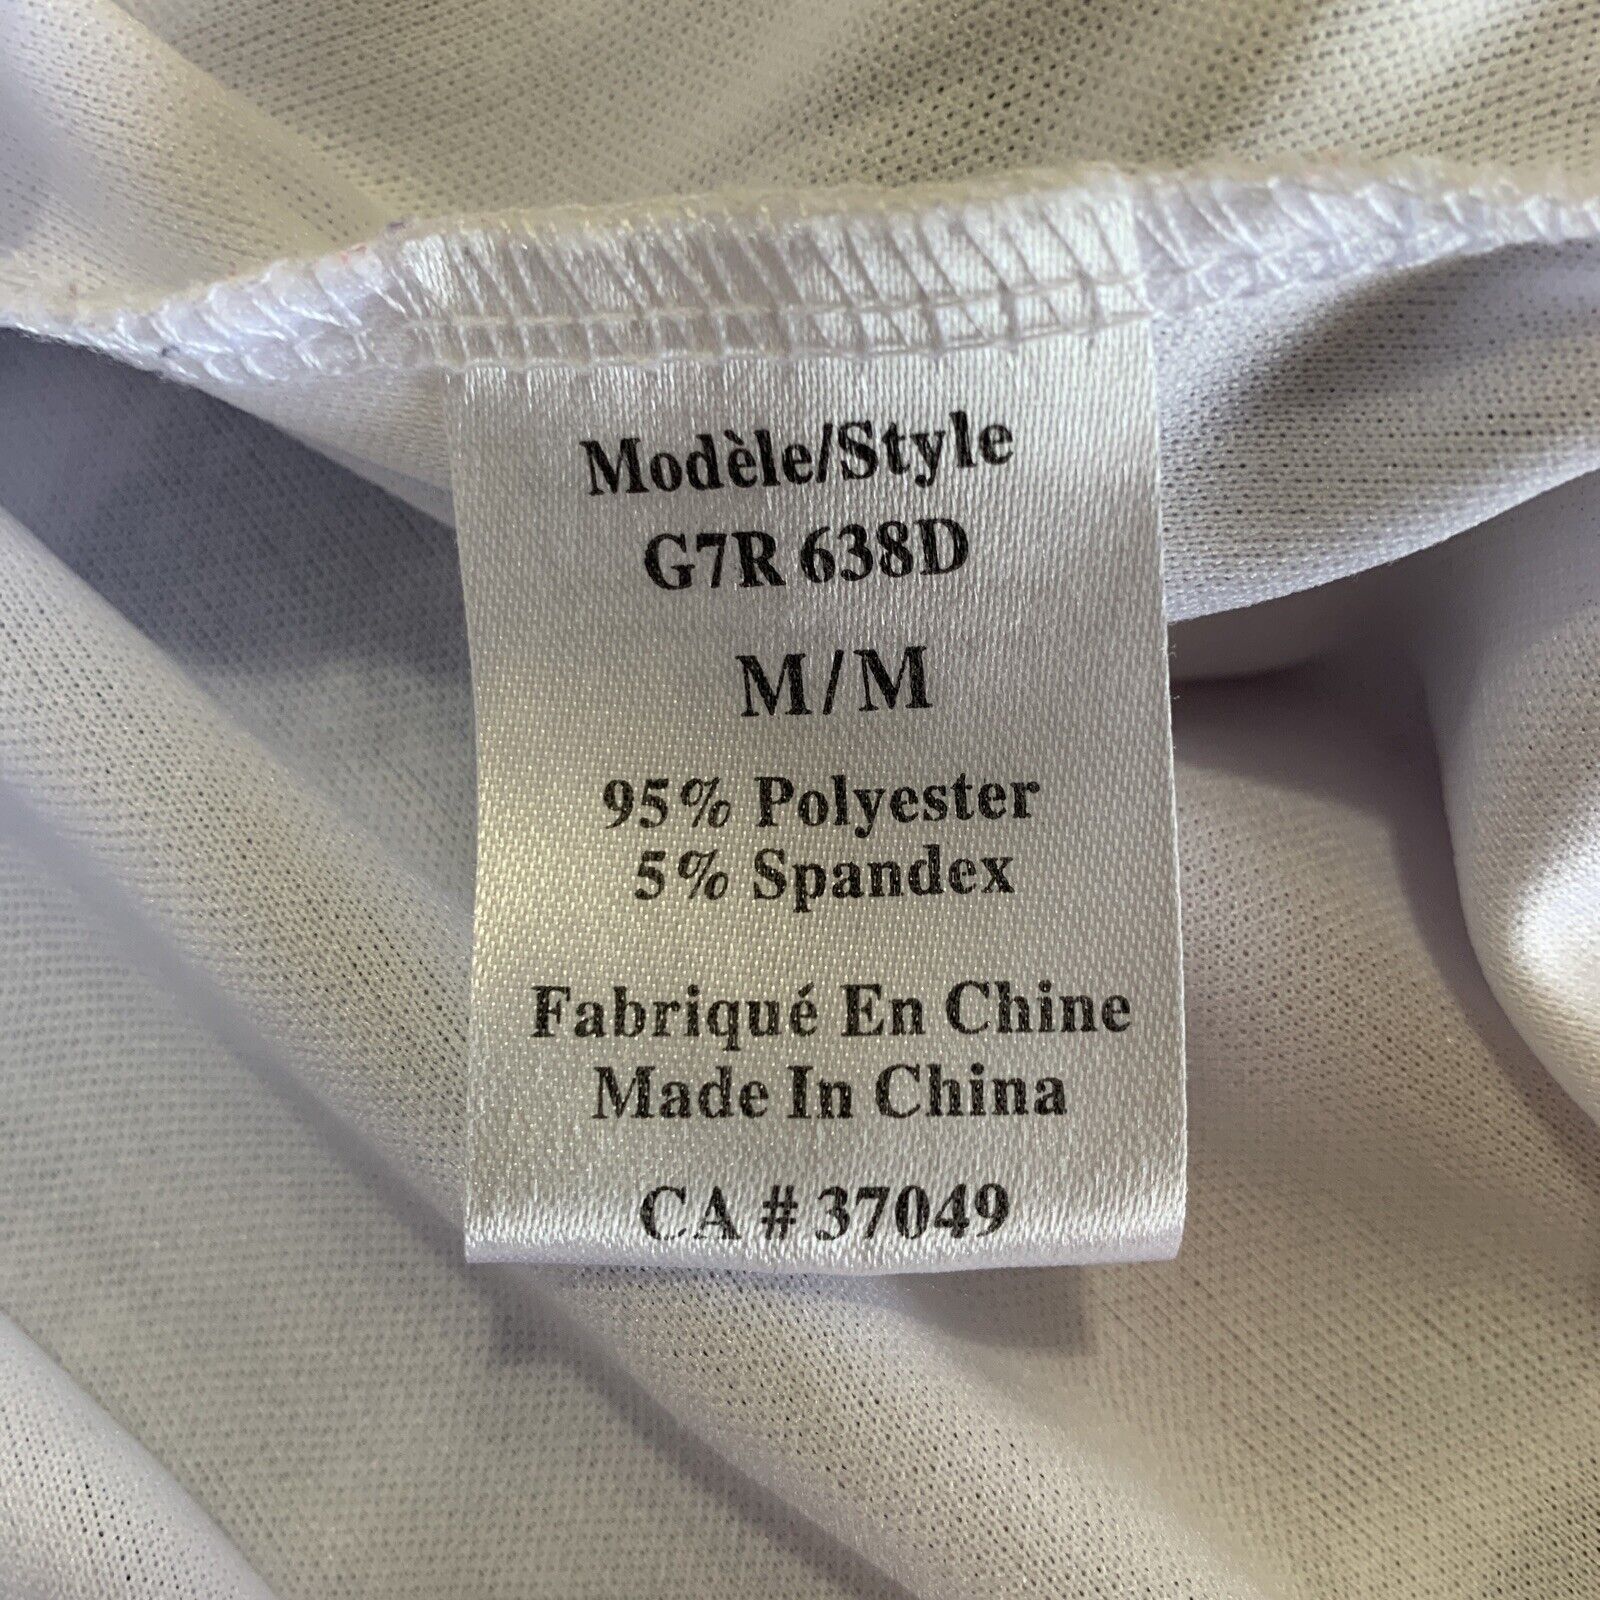 Modèle/Style
G7R 638D
M/M
95% Polyester
5% Spandex
Fabriqué En Chine
Made In China
CA # 37049